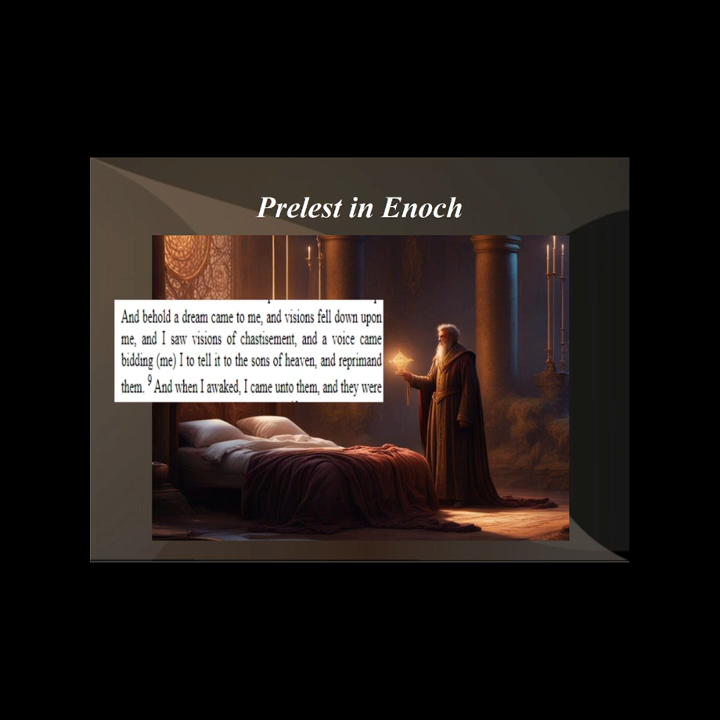 Prelest in Enoch
And behold a dream came to me, and visions fell down upon
me, and I saw visions of chastisement, and a voice came
bidding (me) I to tell it to the sons of heaven, and reprimand
them. 9 And when I awaked, I came unto them, and they were